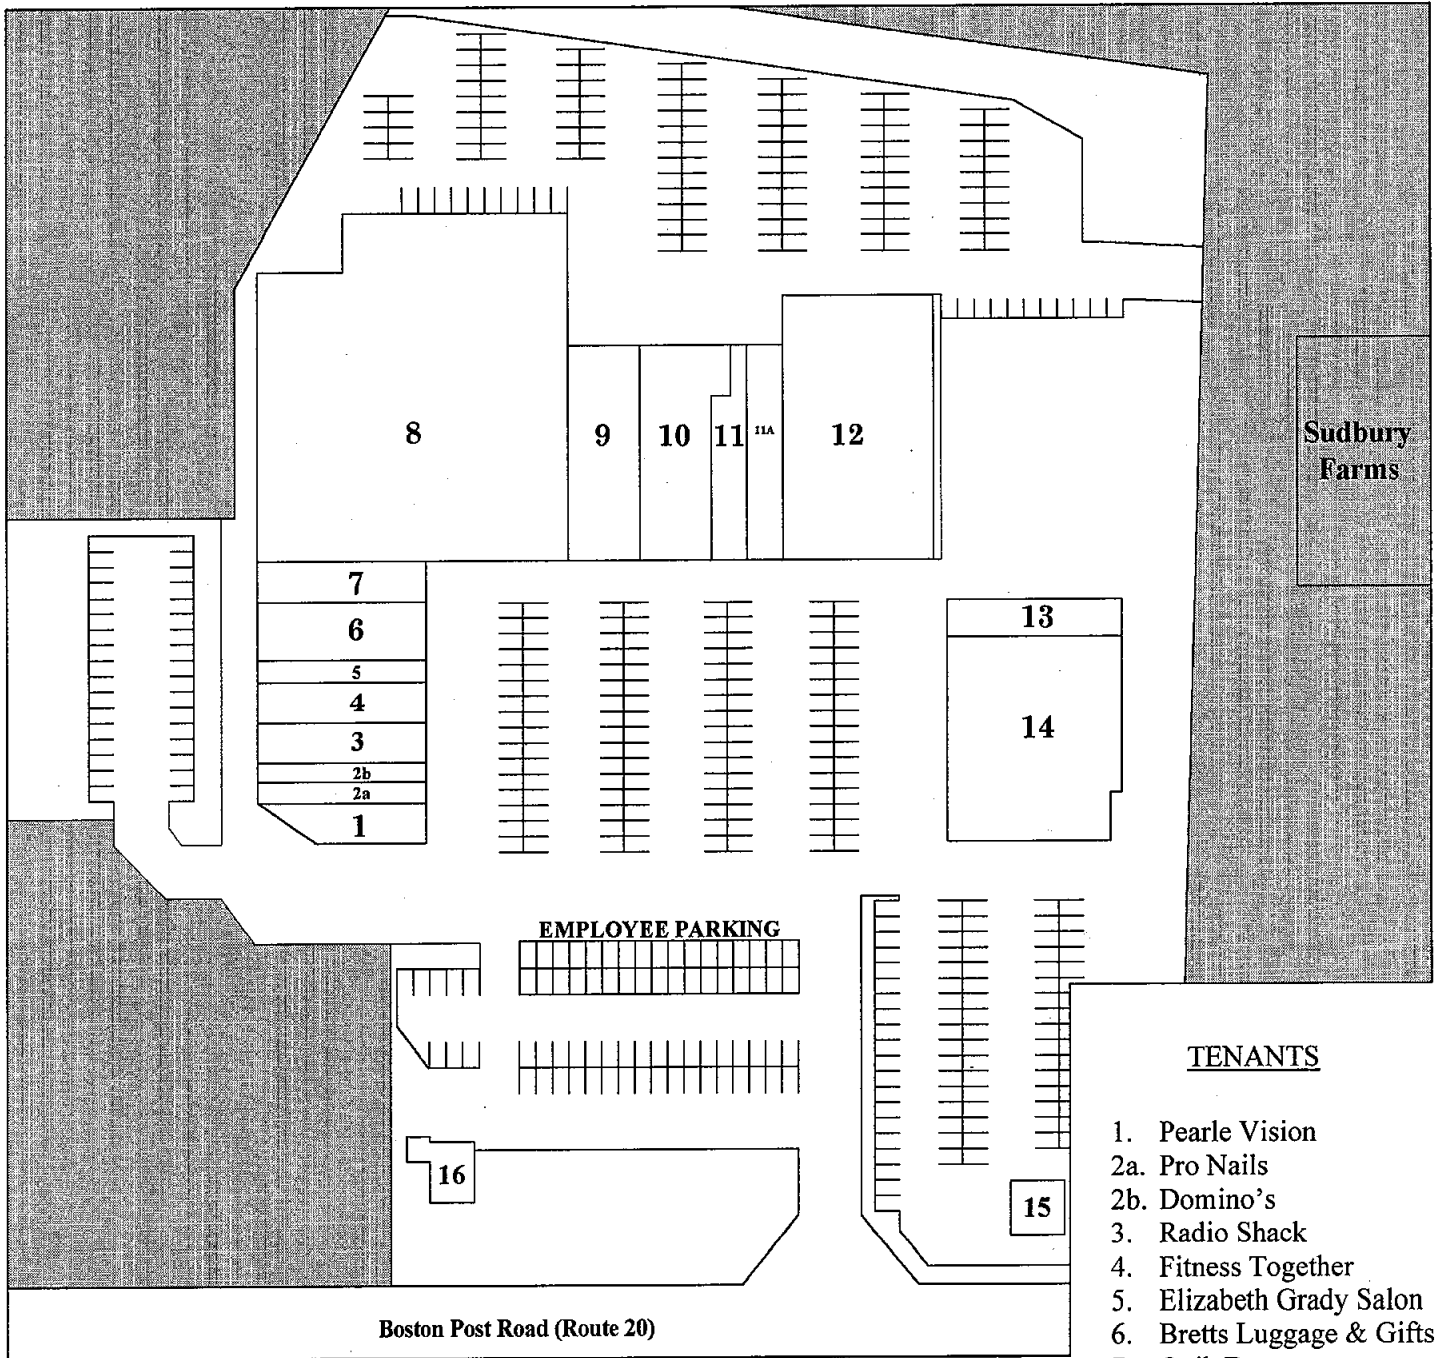 8
9
10
11
11A
12
Sudbury
Farms
7
6
5
4
3
2b
2a
1
13
14
EMPLOYEE PARKING
16
15
TENANTS
1. Pearle Vision
2a. Pro Nails
2b. Domino's
3. Radio Shack
4. Fitness Together
5. Elizabeth Grady Salon
6. Bretts Luggage & Gifts
Boston Post Road (Route 20)